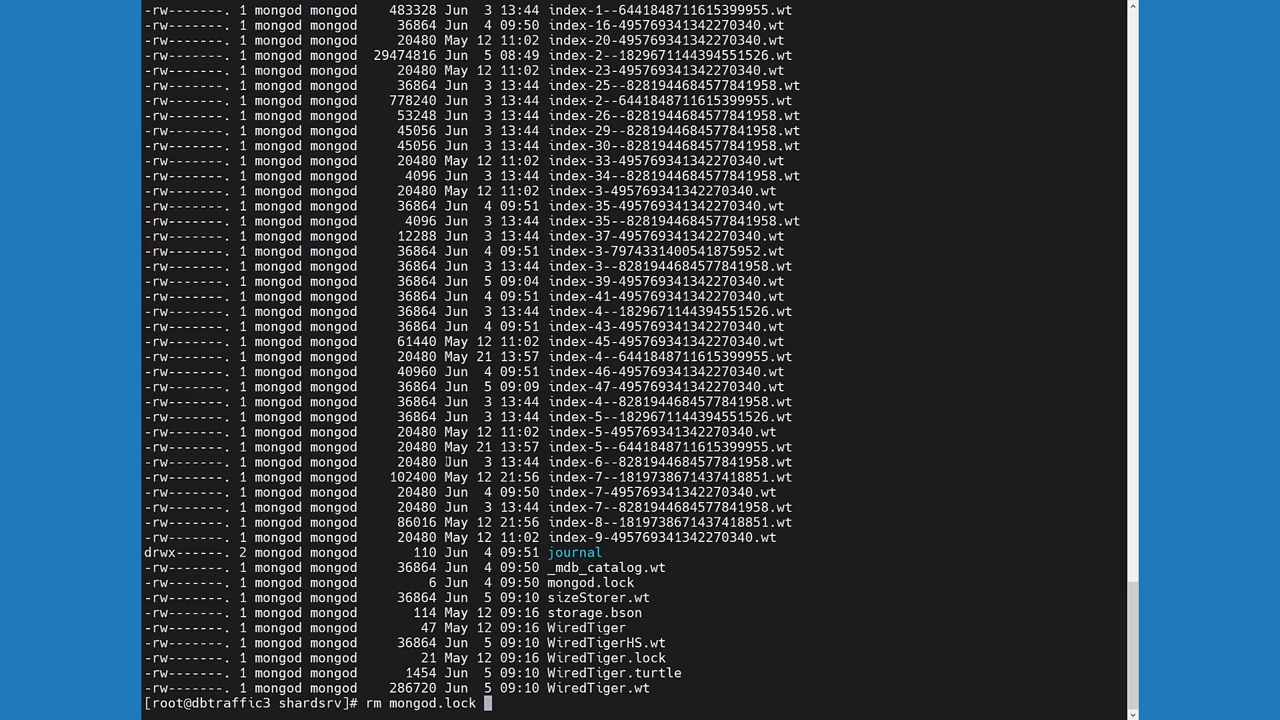 -rw-------. 1 mongod mongod    483328 Jun  3 13:44 index-1--6441848711615399955.wt
-rw-------. 1 mongod mongod     36864 Jun  4 09:50 index-16-495769341342270340.wt
-rw-------. 1 mongod mongod     20480 May 12 11:02 index-20-495769341342270340.wt
-rw-------. 1 mongod mongod  29474816 Jun  5 08:49 index-2--1829671144394551526.wt
-rw-------. 1 mongod mongod     20480 May 12 11:02 index-23-495769341342270340.wt
-rw-------. 1 mongod mongod     36864 Jun  3 13:44 index-25--8281944684577841958.wt
-rw-------. 1 mongod mongod    778240 Jun  3 13:44 index-2--6441848711615399955.wt
-rw-------. 1 mongod mongod     53248 Jun  3 13:44 index-26--8281944684577841958.wt
-rw-------. 1 mongod mongod     45056 Jun  3 13:44 index-29--8281944684577841958.wt
-rw-------. 1 mongod mongod     45056 Jun  3 13:44 index-30--8281944684577841958.wt
-rw-------. 1 mongod mongod     20480 May 12 11:02 index-33-495769341342270340.wt
-rw-------. 1 mongod mongod      4096 Jun  3 13:44 index-34--8281944684577841958.wt
-rw-------. 1 mongod mongod     20480 May 12 11:02 index-3-495769341342270340.wt
-rw-------. 1 mongod mongod     36864 Jun  4 09:51 index-35-495769341342270340.wt
-rw-------. 1 mongod mongod      4096 Jun  3 13:44 index-35--8281944684577841958.wt
-rw-------. 1 mongod mongod     12288 Jun  3 13:44 index-37-495769341342270340.wt
-rw-------. 1 mongod mongod     36864 Jun  4 09:51 index-3-7974331400541875952.wt
-rw-------. 1 mongod mongod     36864 Jun  3 13:44 index-3--8281944684577841958.wt
-rw-------. 1 mongod mongod     36864 Jun  5 09:04 index-39-495769341342270340.wt
-rw-------. 1 mongod mongod     36864 Jun  4 09:51 index-41-495769341342270340.wt
-rw-------. 1 mongod mongod     36864 Jun  3 13:44 index-4--1829671144394551526.wt
-rw-------. 1 mongod mongod     36864 Jun  4 09:51 index-43-495769341342270340.wt
-rw-------. 1 mongod mongod     61440 May 12 11:02 index-45-495769341342270340.wt
-rw-------. 1 mongod mongod     20480 May 21 13:57 index-4--6441848711615399955.wt
-rw-------. 1 mongod mongod     40960 Jun  4 09:51 index-46-495769341342270340.wt
-rw-------. 1 mongod mongod     36864 Jun  5 09:09 index-47-495769341342270340.wt
-rw-------. 1 mongod mongod     36864 Jun  3 13:44 index-4--8281944684577841958.wt
-rw-------. 1 mongod mongod     36864 Jun  3 13:44 index-5--1829671144394551526.wt
-rw-------. 1 mongod mongod     20480 May 12 11:02 index-5-495769341342270340.wt
-rw-------. 1 mongod mongod     20480 May 21 13:57 index-5--6441848711615399955.wt
-rw-------. 1 mongod mongod     20480 Jun  3 13:44 index-6--8281944684577841958.wt
-rw-------. 1 mongod mongod    102400 May 12 21:56 index-7--1819738671437418851.wt
-rw-------. 1 mongod mongod     20480 Jun  4 09:50 index-7-495769341342270340.wt
-rw-------. 1 mongod mongod     20480 Jun  3 13:44 index-7--8281944684577841958.wt
-rw-------. 1 mongod mongod     86016 May 12 21:56 index-8--1819738671437418851.wt
-rw-------. 1 mongod mongod     20480 May 12 11:02 index-9-495769341342270340.wt
drwx------. 2 mongod mongod       110 Jun  4 09:51 journal
-rw-------. 1 mongod mongod     36864 Jun  4 09:50 _mdb_catalog.wt
-rw-------. 1 mongod mongod         6 Jun  4 09:50 mongod.lock
-rw-------. 1 mongod mongod     36864 Jun  5 09:10 sizeStorer.wt
-rw-------. 1 mongod mongod       114 May 12 09:16 storage.bson
-rw-------. 1 mongod mongod        47 May 12 09:16 WiredTiger
-rw-------. 1 mongod mongod     36864 Jun  5 09:10 WiredTigerHS.wt
-rw-------. 1 mongod mongod        21 May 12 09:16 WiredTiger.lock
-rw-------. 1 mongod mongod      1454 Jun  5 09:10 WiredTiger.turtle
-rw-------. 1 mongod mongod    286720 Jun  5 09:10 WiredTiger.wt
[root@dbtraffic3 shardsrv]# rm mongod.lock